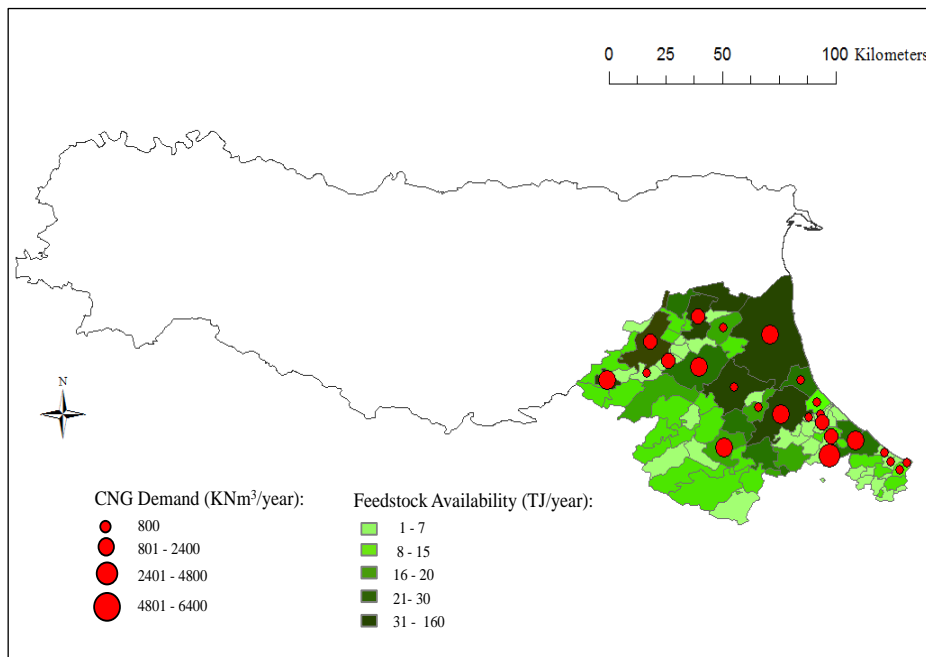 0 25 50 100 Kilometers
N
CNG Demand (KNm³/year):
800
801 - 2400
2401 - 4800
4801 - 6400
Feedstock Availability (TJ/year):
1 - 7
8 - 15
16 - 20
21- 30
31 - 160